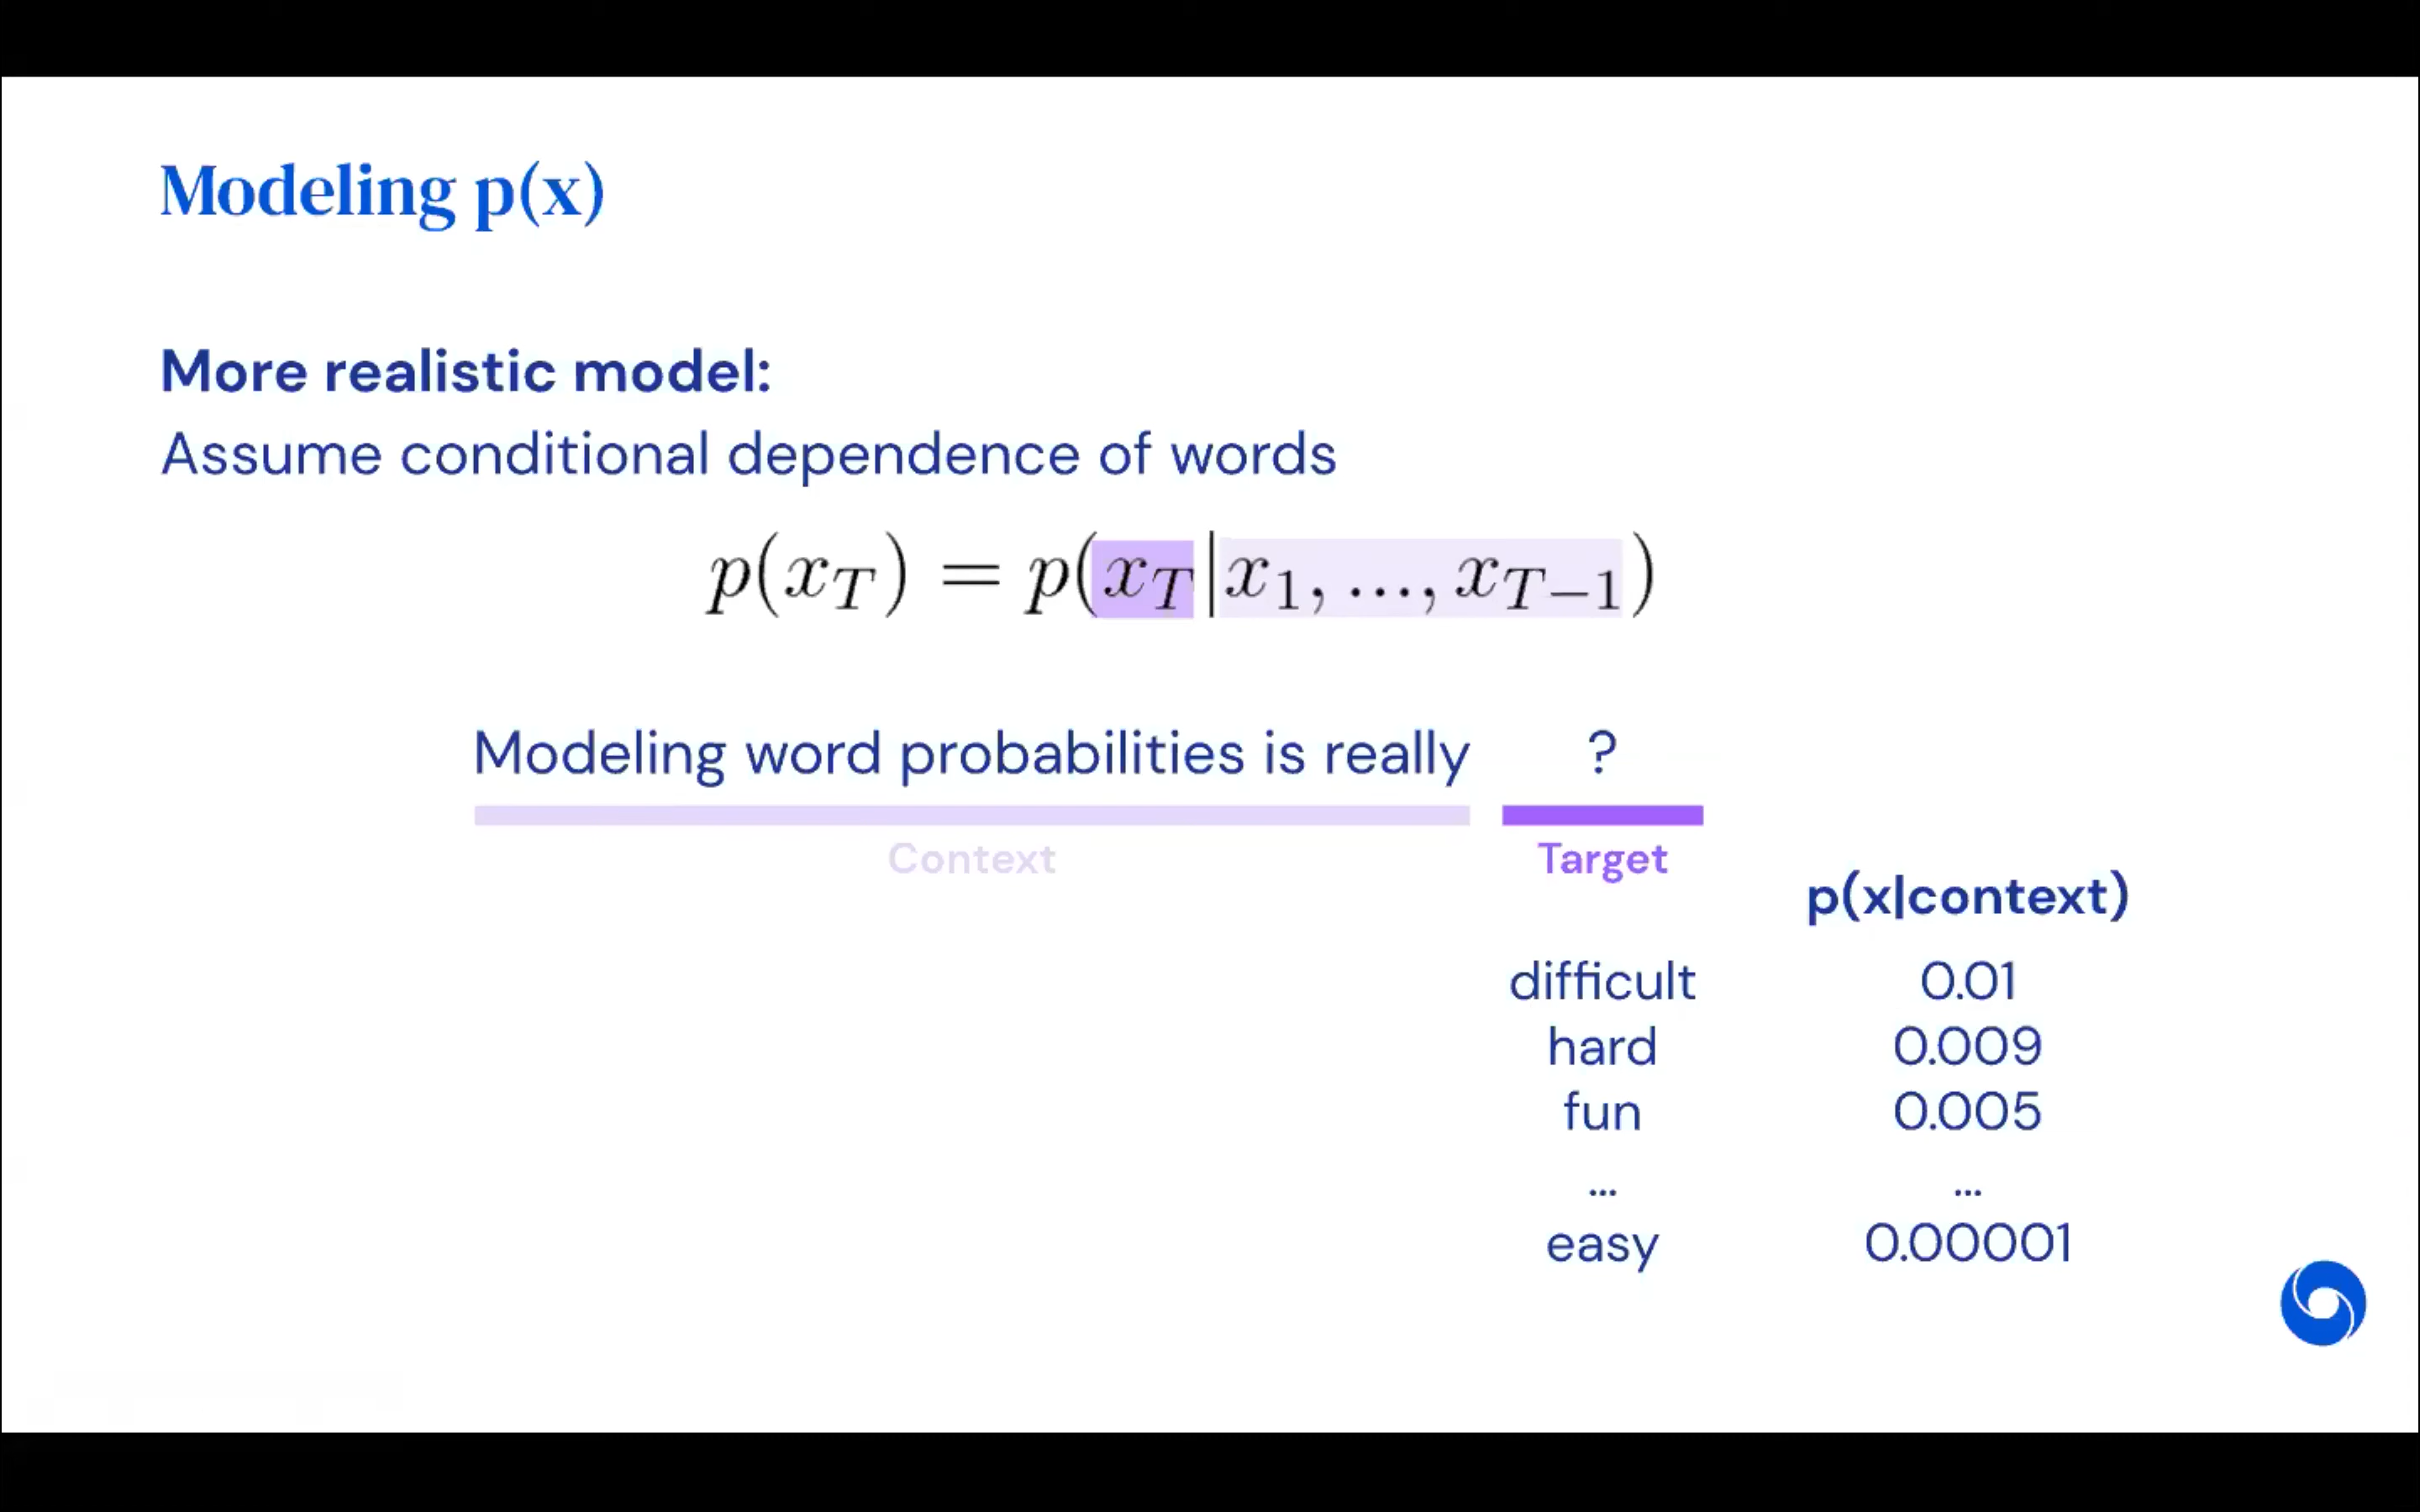 Modeling p(x)
More realistic model:
Assume conditional dependence of words
p(x_T) = p(x_T|x_1, ..., x_{T-1})
Modeling word probabilities is really ?
Context Target
p(x|context)
difficult 0.01
hard 0.009
fun 0.005
... ...
easy 0.00001